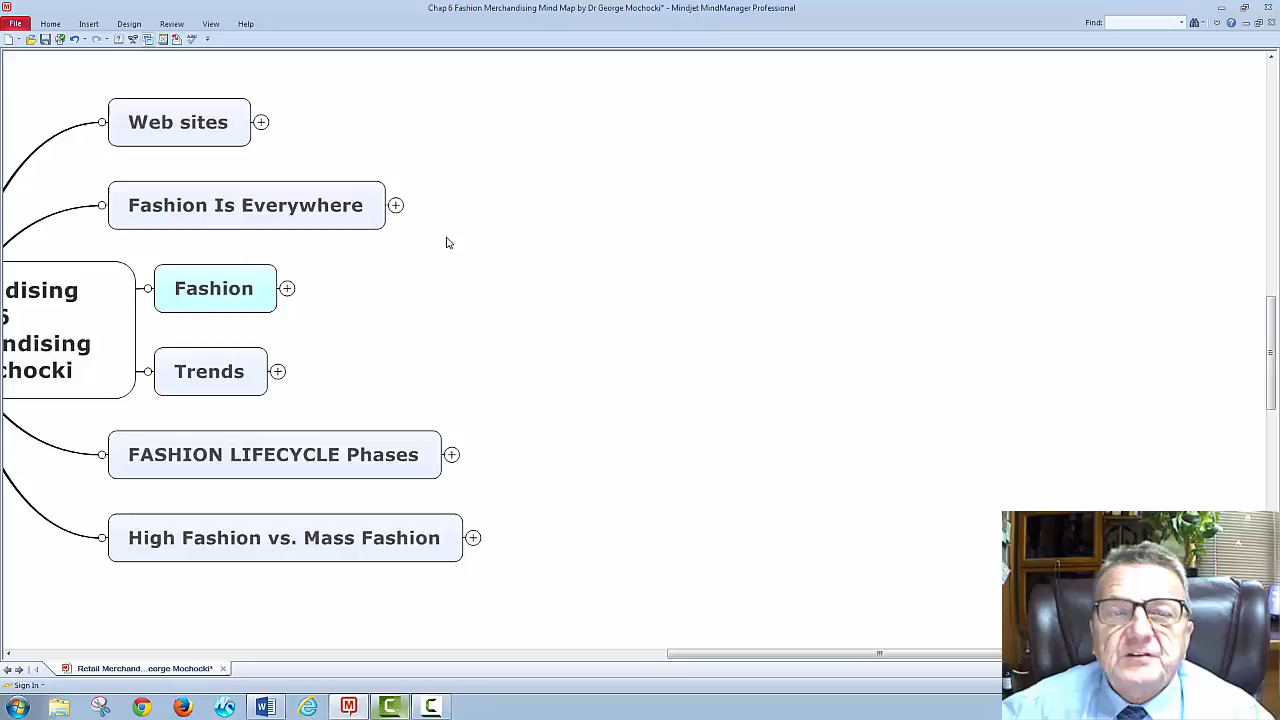 Chap 6 Fashion Merchandising Mind Map by Dr George Mochocki* - Mindjet MindManager Professional
File Home Insert Design Review View Help Find:
Web sites
Fashion Is Everywhere
Fashion
dising
6
ndising
chocki
Trends
FASHION LIFECYCLE Phases
High Fashion vs. Mass Fashion
Retail Merchand...eorge Mochocki*
Sign In